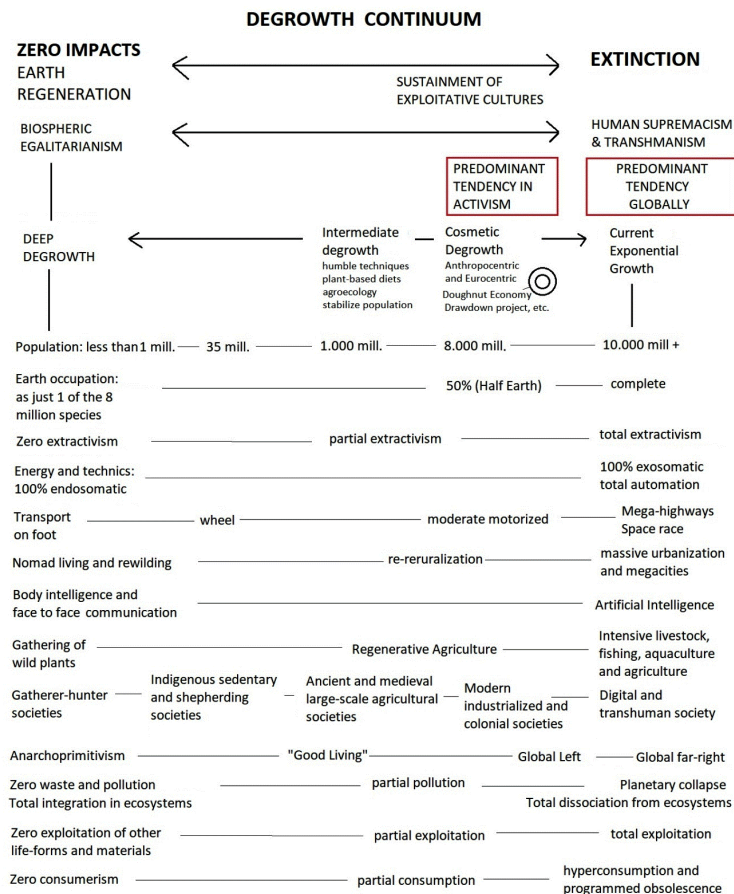 DEGROWTH CONTINUUM
ZERO IMPACTS
EARTH
REGENERATION
SUSTAINMENT OF
EXPLOITATIVE CULTURES
EXTINCTION
BIOSPHERIC
EGALITARIANISM
HUMAN SUPREMACISM
& TRANSHMANISM
PREDOMINANT
TENDENCY IN
ACTIVISM
PREDOMINANT
TENDENCY
GLOBALLY
DEEP
DEGROWTH
Intermediate
degrowth
humble techniques
plant-based diets
agroecology
stabilize population
Cosmetic
Degrowth
Anthropocentric
and Eurocentric
Doughnut Economy
Drawdown project, etc.
Current
Exponential
Growth
Population: less than 1 mill. 35 mill. 1.000 mill. 8.000 mill. 10.000 mill +
Earth occupation:
as just 1 of the 8
million species
50% (Half Earth)
complete
Zero extractivism partial extractivism total extractivism
Energy and technics:
100% endosomatic
100% exosomatic
total automation
Transport
on foot
wheel
moderate motorized
Mega-highways
Space race
Nomad living and rewilding
re-reruralization
massive urbanization
and megacities
Body intelligence and
face to face communication
Artificial Intelligence
Gathering of
wild plants
Regenerative Agriculture
Intensive livestock,
fishing, aquaculture
and agriculture
Gatherer-hunter
societies
Indigenous sedentary
and shepherding
societies
Ancient and medieval
large-scale agricultural
societies
Modern
industrialized and
colonial societies
Digital and
transhuman society
Anarchoprimitivism "Good Living" Global Left Global far-right
Zero waste and pollution
Total integration in ecosystems
partial pollution
Planetary collapse
Total dissociation from ecosystems
Zero exploitation of other
life-forms and materials
partial exploitation
total exploitation
Zero consumerism
partial consumption
hyperconsumption and
programmed obsolescence